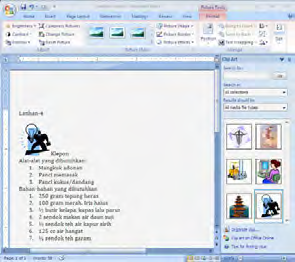 Home
Insert
Page Layout
References
Mailings
Review
View
Picture Tools
Format
Brightness
Contrast
Recolor
Compress Pictures
Change Picture
Reset Picture
Picture Shape
Picture Border
Picture Effects
Position
Bring to Front
Send to Back
Text Wrapping
Picture Styles
Arrange
Clip Art
Search for:
Search in:
All collections
Results should be:
All media file types
Latihan 4
Klepon
Alat-alat yang dibutuhkan:
1. Mangkuk adonan
2. Panci memasak
3. Panci kukus/dandang
Bahan-bahan yang dibutuhkan
1. 250 gram tepung beras
2. 100 gram merah, iris halus
3. ½ butir kelapa kupas lalu parut
4. 2 sendok makan air daun suji
5. ½ sendok teh air kapur sirih
6. 125 cc air hangat
7. ½ sendok teh garam
Organize clips...
Clip art on Office Online
Tips for finding clips